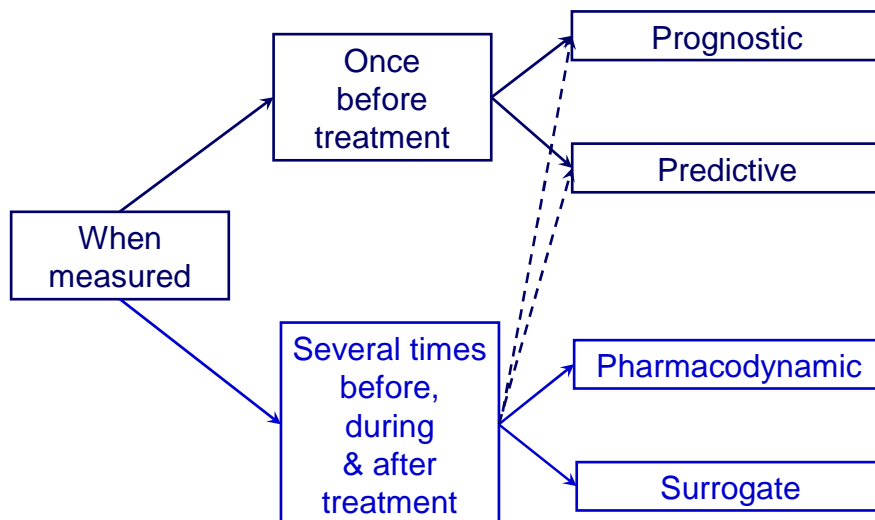 Once
before
treatment
Prognostic
Predictive
When
measured
Several times
before,
during
& after
treatment
Pharmacodynamic
Surrogate